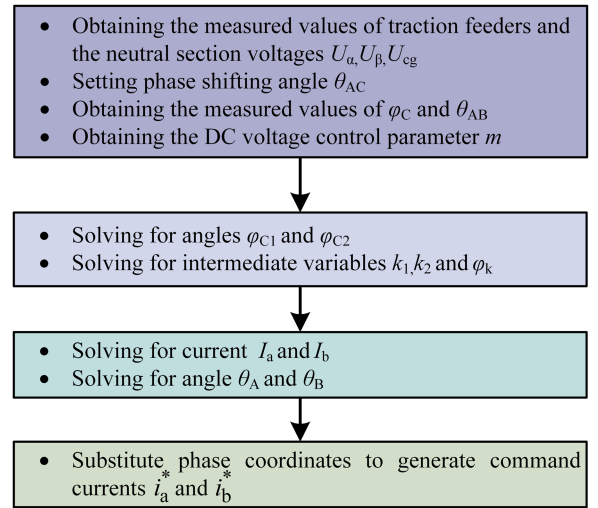 • Obtaining the measured values of traction feeders and
the neutral section voltages Uα,Uβ,Ucg
• Setting phase shifting angle θAC
• Obtaining the measured values of φC and θAB
• Obtaining the DC voltage control parameter m
• Solving for angles φC1 and φC2
• Solving for intermediate variables k1,k2 and φk
• Solving for current Ia and Ib
• Solving for angle θA and θB
• Substitute phase coordinates to generate command
currents i*a and i*b